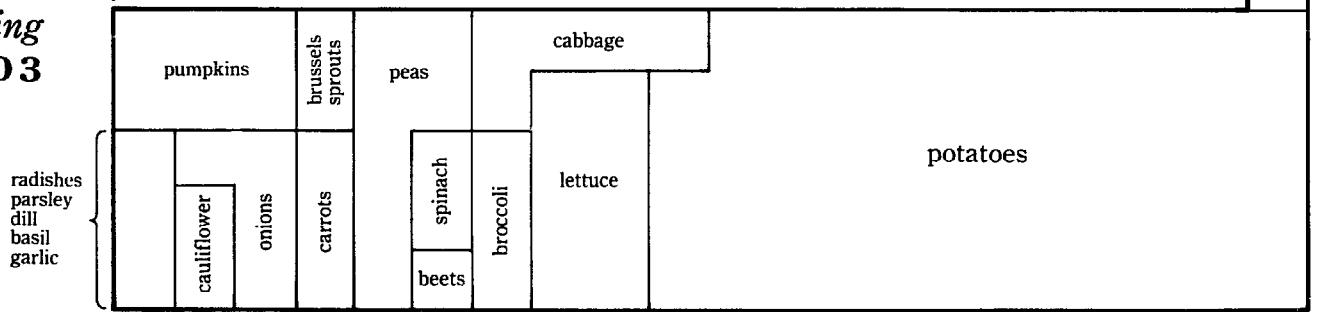 ing
03
pumpkins
brussels
sprouts
peas
cabbage
radishes
parsley
dill
basil
garlic
cauliflower
onions
carrots
spinach
beets
broccoli
lettuce
potatoes